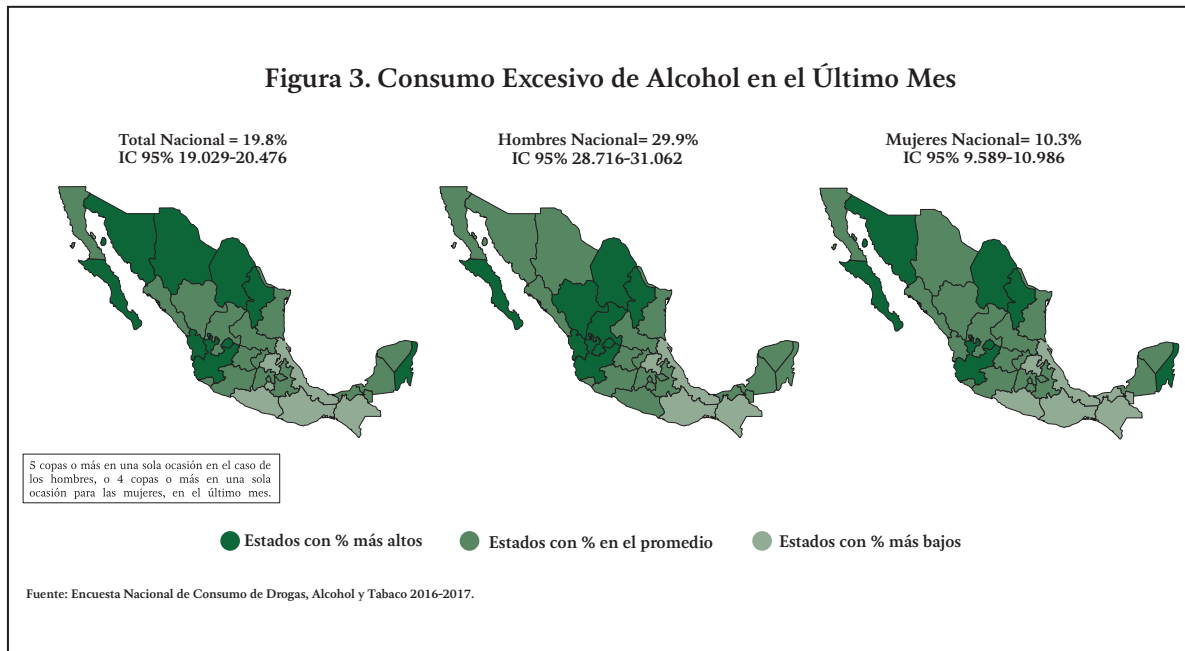 Figura 3. Consumo Excesivo de Alcohol en el Último Mes
Total Nacional = 19.8%
IC 95% 19.029-20.476
Hombres Nacional= 29.9%
IC 95% 28.716-31.062
Mujeres Nacional= 10.3%
IC 95% 9.589-10.986
5 copas o más en una sola ocasión en el caso de
los hombres, o 4 copas o más en una sola
ocasión para las mujeres, en el último mes.
Estados con % más altos
Estados con % en el promedio
Estados con % más bajos
Fuente: Encuesta Nacional de Consumo de Drogas, Alcohol y Tabaco 2016-2017.